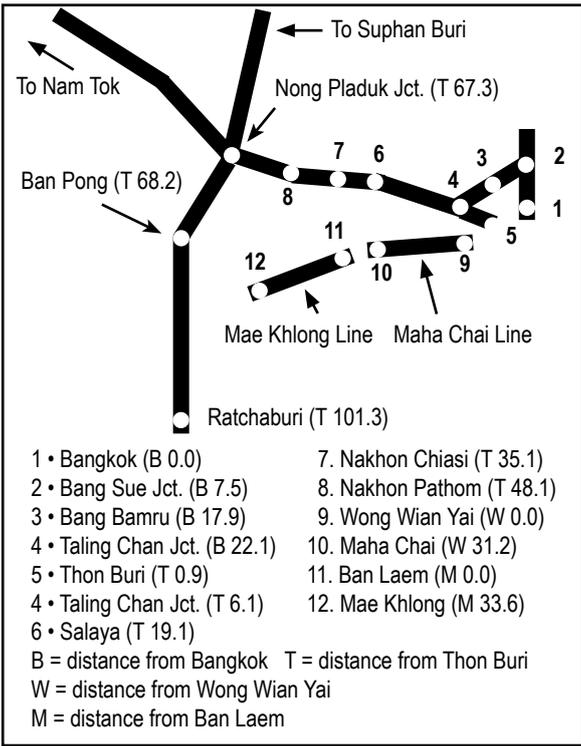 To Suphan Buri
To Nam Tok
Nong Pladuk Jct. (T 67.3)
Ban Pong (T 68.2)
7
6
3
2
8
4
1
5
11
12
10
9
Mae Khlong Line
Maha Chai Line
Ratchaburi (T 101.3)
1 • Bangkok (B 0.0)
2 • Bang Sue Jct. (B 7.5)
3 • Bang Bamru (B 17.9)
4 • Taling Chan Jct. (B 22.1)
5 • Thon Buri (T 0.9)
4 • Taling Chan Jct. (T 6.1)
6 • Salaya (T 19.1)
7. Nakhon Chiasi (T 35.1)
8. Nakhon Pathom (T 48.1)
9. Wong Wian Yai (W 0.0)
10. Maha Chai (W 31.2)
11. Ban Laem (M 0.0)
12. Mae Khlong (M 33.6)
B = distance from Bangkok T = distance from Thon Buri
W = distance from Wong Wian Yai
M = distance from Ban Laem